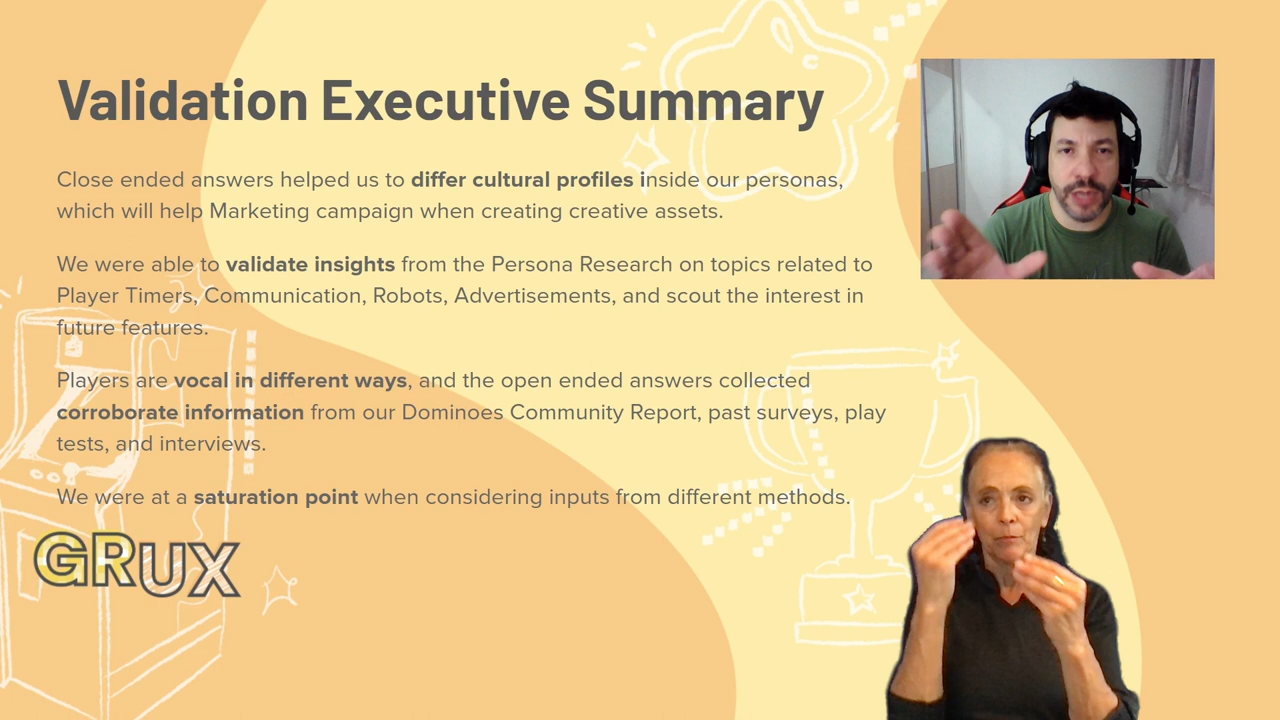 Validation Executive Summary
Close ended answers helped us to differ cultural profiles inside our personas,
which will help Marketing campaign when creating creative assets.
We were able to validate insights from the Persona Research on topics related to
Player Timers, Communication, Robots, Advertisements, and scout the interest in
future features.
Players are vocal in different ways, and the open ended answers collected
corroborate information from our Dominoes Community Report, past surveys, play
tests, and interviews.
We were at a saturation point when considering inputs from different methods.
GRUX